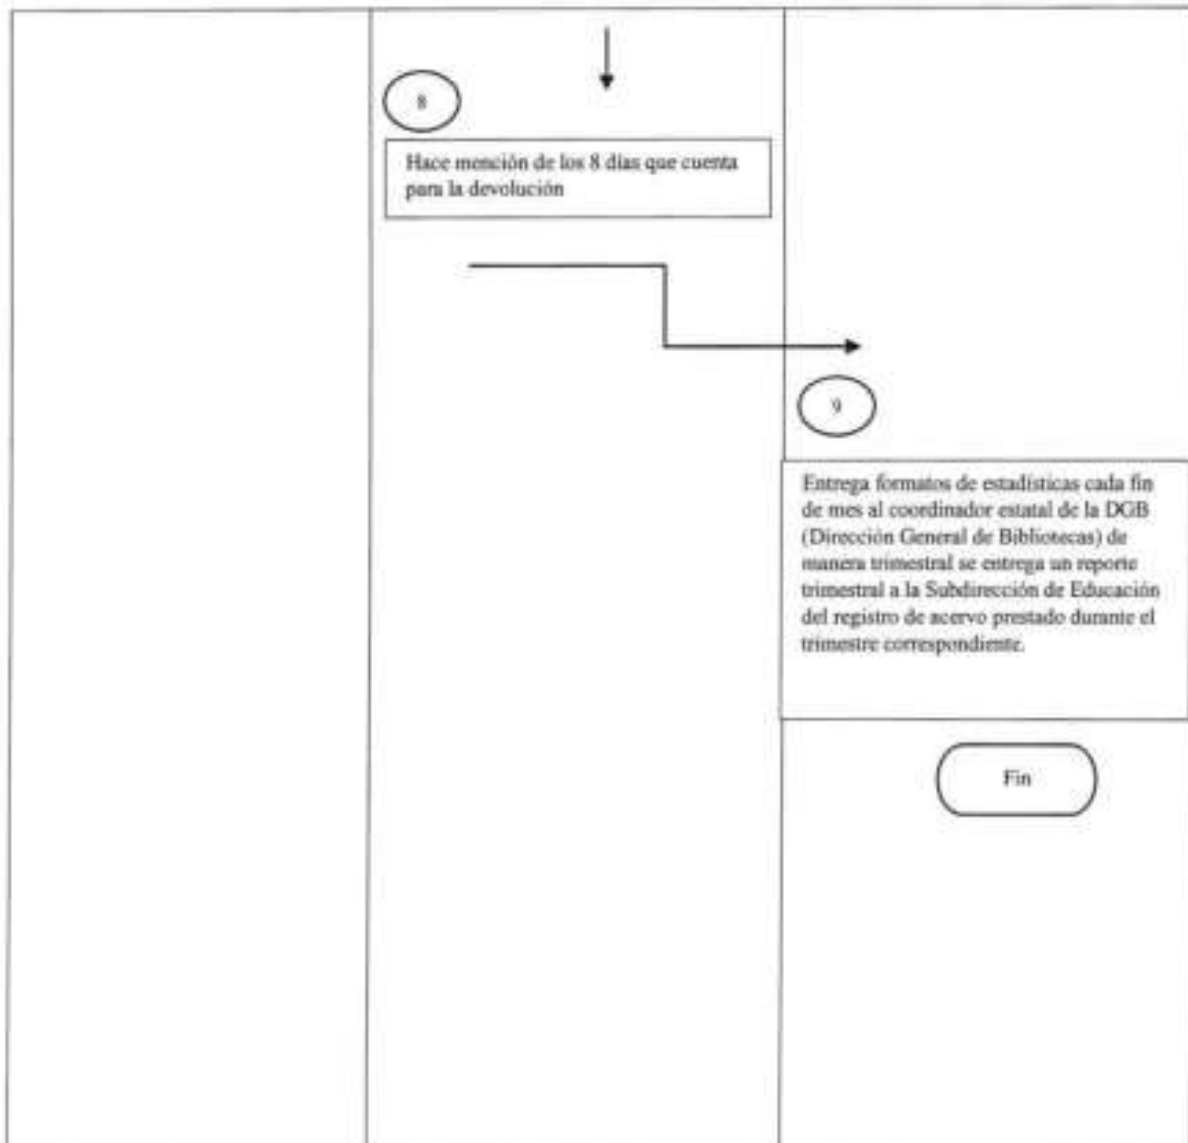 8
Hace mención de los 8 días que cuenta
para la devolución
9
Entrega formatos de estadísticas cada fin
de mes al coordinador estatal de la DGB
(Dirección General de Bibliotecas) de
manera trimestral se entrega un reporte
trimestral a la Subdirección de Educación
del registro de acervo prestado durante el
trimestre correspondiente.
Fin